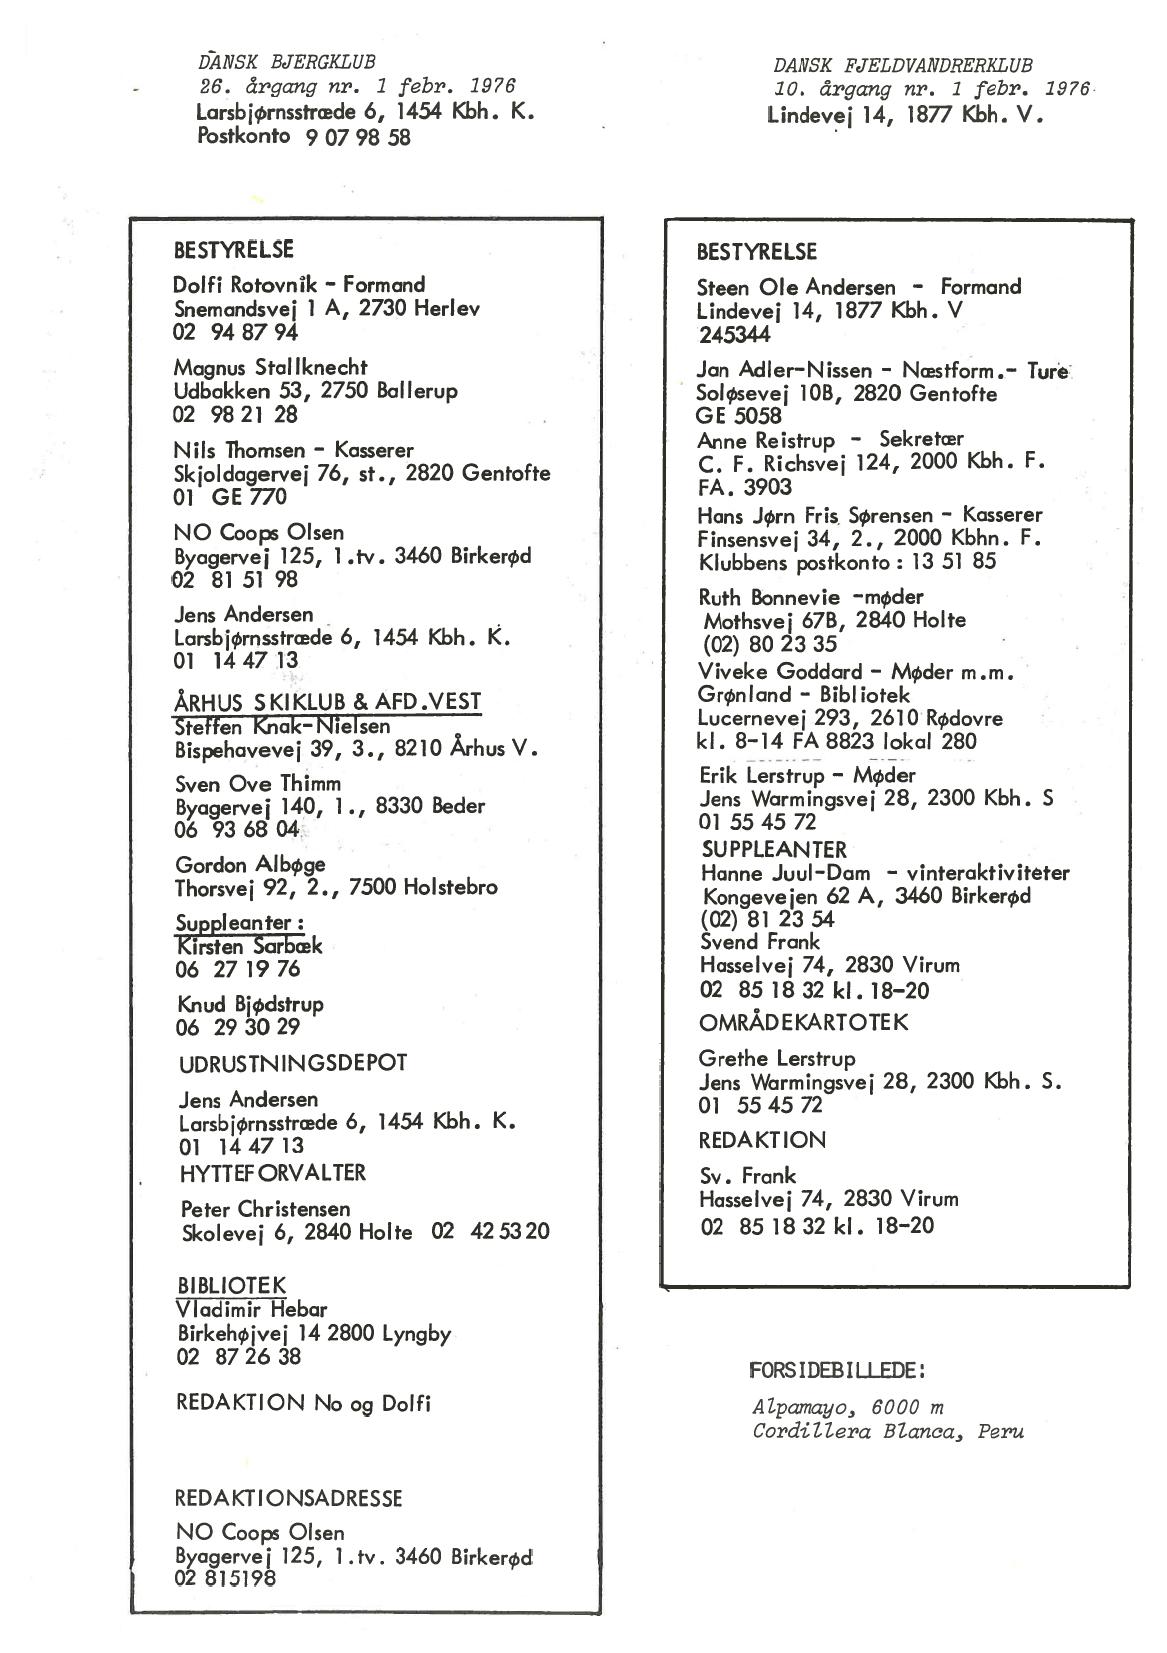 DANSK BJERGKLUB
26. årgang nr. 1 febr. 1976
Larsbjørnsstræde 6, 1454 Kbh. K.
Postkonto 9 07 98 58
BESTYRELSE
Dolfi Rotovnik - Formand
Snemandsvej 1 A, 2730 Herlev
02 94 87 94
Magnus Stallknecht
Udbakken 53, 2750 Ballerup
02 98 21 28
Nils Thomsen - Kasserer
Skjoldagervej 76, st., 2820 Gentofte
01 GE 770
NO Coops Olsen
Byagervej 125, 1.tv. 3460 Birkerød
02 81 51 98
Jens Andersen
Larsbjørnsstræde 6, 1454 Kbh. K.
01 14 47 13
ÅRHUS SKIKLUB & AFD.VEST
Steffen Knak-Nielsen
Bispehavevej 39, 3., 8210 Århus V.
Sven Ove Thimm
Byagervej 140, 1., 8330 Beder
06 93 68 04
Gordon Albøge
Thorsvej 92, 2., 7500 Holstebro
Suppleanter :
Kirsten Sarbæk
06 27 19 76
Knud Bjødstrup
06 29 30 29
UDRUSTNINGSDEPOT
Jens Andersen
Larsbjørnsstræde 6, 1454 Kbh. K.
01 14 47 13
HYTTEFORVALTER
Peter Christensen
Skolevej 6, 2840 Holte 02 42 53 20
BIBLIOTEK
Vladimir Hebar
Birkehøjvej 14 2800 Lyngby
02 87 26 38
REDAKTION No og Dolfi
REDAKTIONSADRESSE
NO Coops Olsen
Byagervej 125, 1.tv. 3460 Birkerød
02 815198
DANSK FJELDVANDRERKLUB
10. årgang nr. 1 febr. 1976
Lindevej 14, 1877 Kbh. V.
BESTYRELSE
Steen Ole Andersen - Formand
Lindevej 14, 1877 Kbh. V
245344
Jan Adler-Nissen - Næstform.- Ture
Soløsevej 10B, 2820 Gentofte
GE 5058
Anne Reistrup - Sekretær
C. F. Richsvej 124, 2000 Kbh. F.
FA. 3903
Hans Jørn Fris Sørensen - Kasserer
Finsensvej 34, 2., 2000 Kbhn. F.
Klubbens postkonto : 13 51 85
Ruth Bonnevie -møder
Mothsvej 67B, 2840 Holte
(02) 80 23 35
Viveke Goddard - Møder m.m.
Grønland - Bibliotek
Lucernevej 293, 2610 Rødovre
kl. 8-14 FA 8823 lokal 280
Erik Lerstrup - Møder
Jens Warmingsvej 28, 2300 Kbh. S
01 55 45 72
SUPPLEANTER
Hanne Juul-Dam - vinteraktiviteter
Kongevejen 62 A, 3460 Birkerød
(02) 81 23 54
Svend Frank
Hasselvej 74, 2830 Virum
02 85 18 32 kl. 18-20
OMRÅDEKARTOTEK
Grethe Lerstrup
Jens Warmingsvej 28, 2300 Kbh. S.
01 55 45 72
REDAKTION
Sv. Frank
Hasselvej 74, 2830 Virum
02 85 18 32 kl. 18-20
FORSIDEBILLEDE:
Alpamayo, 6000 m
Cordillera Blanca, Peru